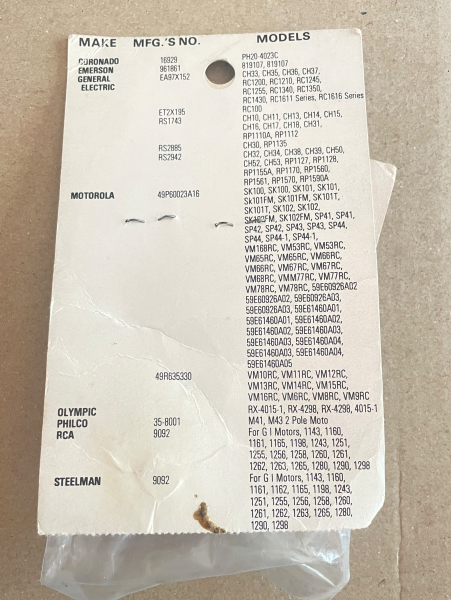 MAKE MFG.'S NO. MODELS
CORONADO 16929 PH20-4023C
EMERSON 961861 819107, 819107
GENERAL EA97X152 CH33, CH35, CH36, CH37,
ELECTRIC RC1200, RC1210, RC1245,
RC1255, RC1340, RC1350,
RC1430, RC1611 Series, RC1616 Series
RC100
ET2X195 CH10, CH11, CH13, CH14, CH15,
RS1743 CH16, CH17, CH18, CH31,
RP1110A, RP1112
CH30, RP1135
RS2885 CH32, CH34, CH38, CH39, CH50,
RS2942 CH52, CH53, RP1127, RP1128,
RP1155A, RP1170, RP1560,
RP1561, RP1570, RP1590A
MOTOROLA 49P60023A16 SK100, SK100, SK101, SK101,
Sk101FM, SK101FM, SK101T,
SK101T, SK102, SK102,
SK102FM, SK102FM, SP41, SP41,
SP42, SP42, SP43, SP43, SP44,
SP44, SP44-1, SP44-1,
VM168RC, VM53RC, VM53RC,
VM65RC, VM65RC, VM66RC,
VM66RC, VM67RC, VM67RC,
VM68RC, VMM77RC, VM77RC,
VM78RC, VM78RC, 59E60926A02
59E60926A02, 59E60926A03,
59E60926A03, 59E61460A01,
59E61460A01, 59E61460A02,
59E61460A02, 59E61460A03,
59E61460A03, 59E61460A04,
59E61460A03, 59E61460A04,
59E61460A05
49R635330 VM10RC, VM11RC, VM12RC,
VM13RC, VM14RC, VM15RC,
VM16RC, VM6RC, VM8RC, VM9RC
OLYMPIC RX-4015-1, RX-4298, RX-4298, 4015-1
PHILCO 35-8001 M41, M43 2 Pole Moto
RCA 9092 For G I Motors, 1143, 1160,
1161, 1165, 1198, 1243, 1251,
1255, 1256, 1258, 1260, 1261,
1262, 1263, 1265, 1280, 1290, 1298
STEELMAN 9092 For G I Motors, 1143, 1160,
1161, 1162, 1165, 1198, 1243,
1251, 1255, 1256, 1258, 1260,
1261, 1262, 1263, 1265, 1280,
1290, 1298